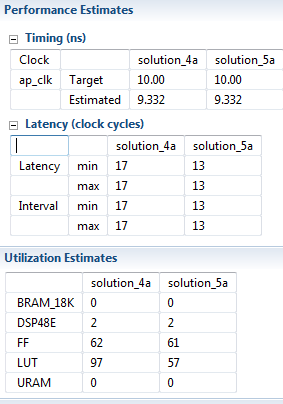 Performance Estimates
Timing (ns)
Clock solution_4a solution_5a
ap_clk Target 10.00 10.00
Estimated 9.332 9.332
Latency (clock cycles)
solution_4a solution_5a
Latency min 17 13
max 17 13
Interval min 17 13
max 17 13
Utilization Estimates
solution_4a solution_5a
BRAM_18K 0 0
DSP48E 2 2
FF 62 61
LUT 97 57
URAM 0 0